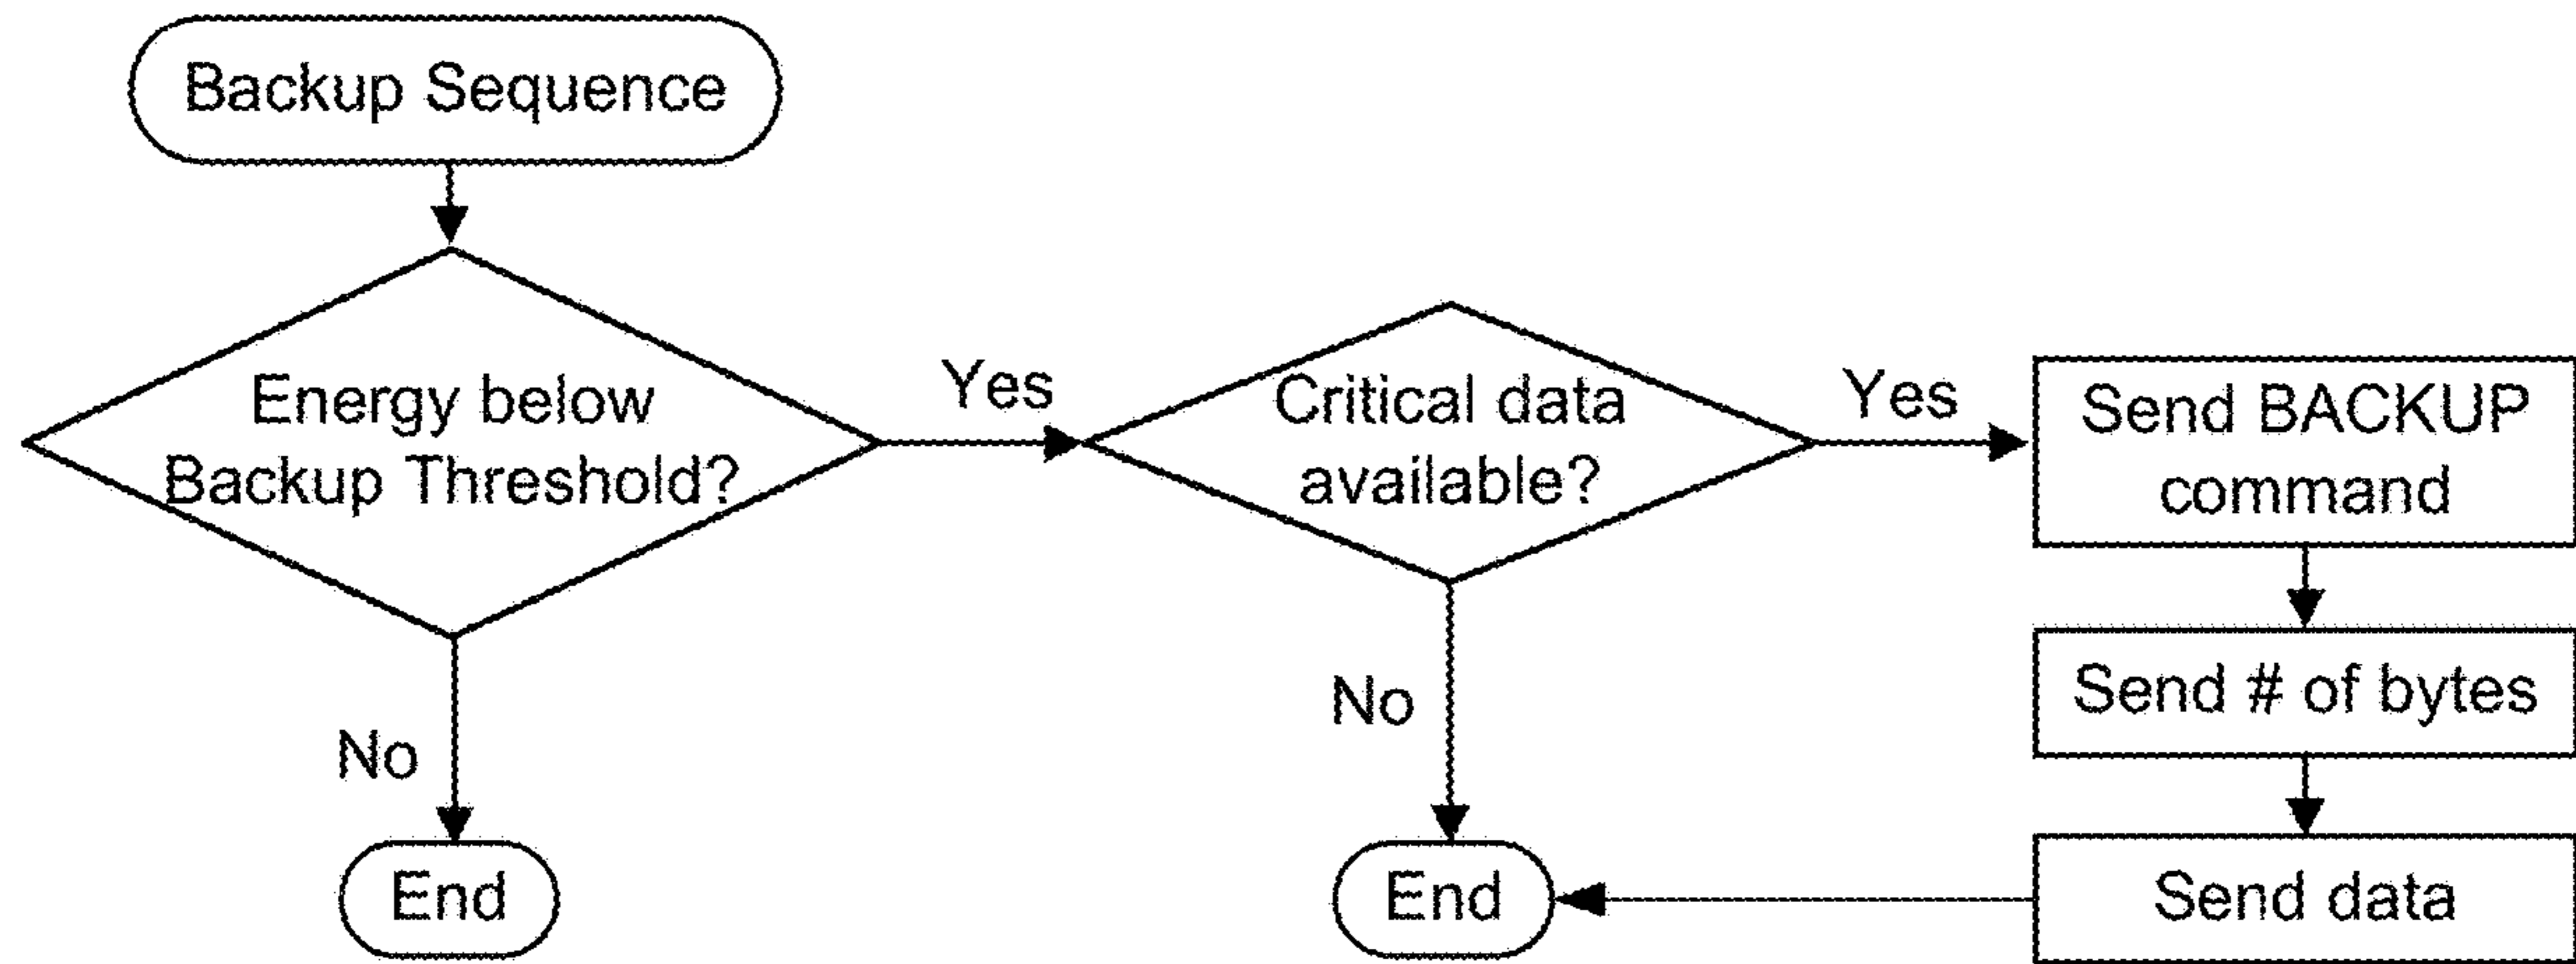 Backup Sequence
Energy below
Backup Threshold?
Yes
Critical data
available?
Yes
Send BACKUP
command
No
No
Send # of bytes
End
End
Send data